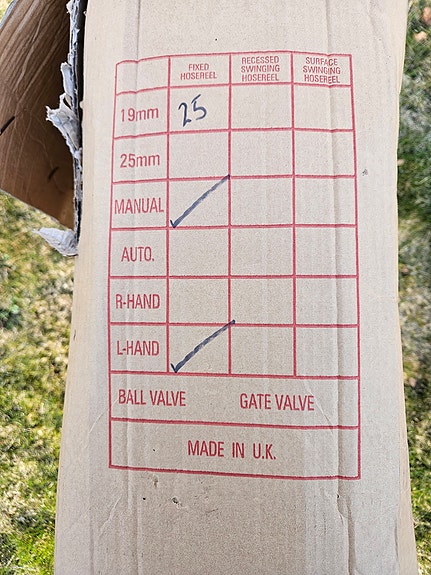 FIXED HOSEREEL RECESSED SWINGING HOSEREEL SURFACE SWINGING HOSEREEL
19mm 25
25mm
MANUAL ✓
AUTO.
R-HAND
L-HAND ✓
BALL VALVE GATE VALVE
MADE IN U.K.